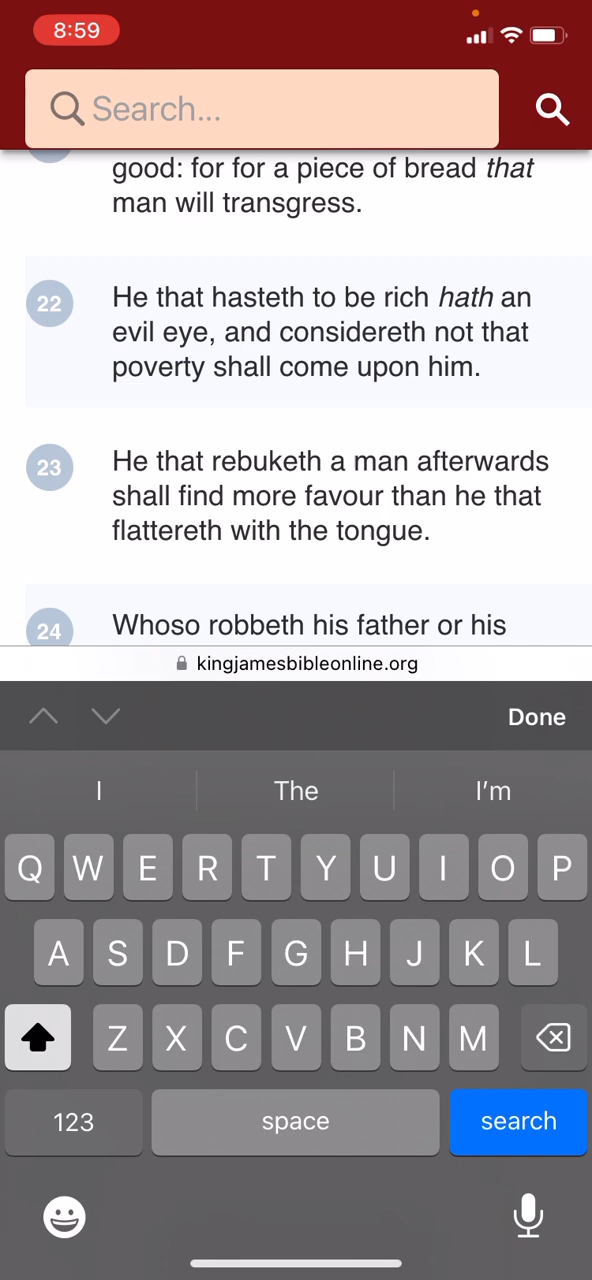 8:59
Search...
good: for for a piece of bread that
man will transgress.
22
He that hasteth to be rich hath an
evil eye, and considereth not that
poverty shall come upon him.
23
He that rebuketh a man afterwards
shall find more favour than he that
flattereth with the tongue.
24
Whoso robbeth his father or his
kingjamesbibleonline.org
Done
I The I'm
Q W E R T Y U I O P
A S D F G H J K L
Z X C V B N M
123 space search